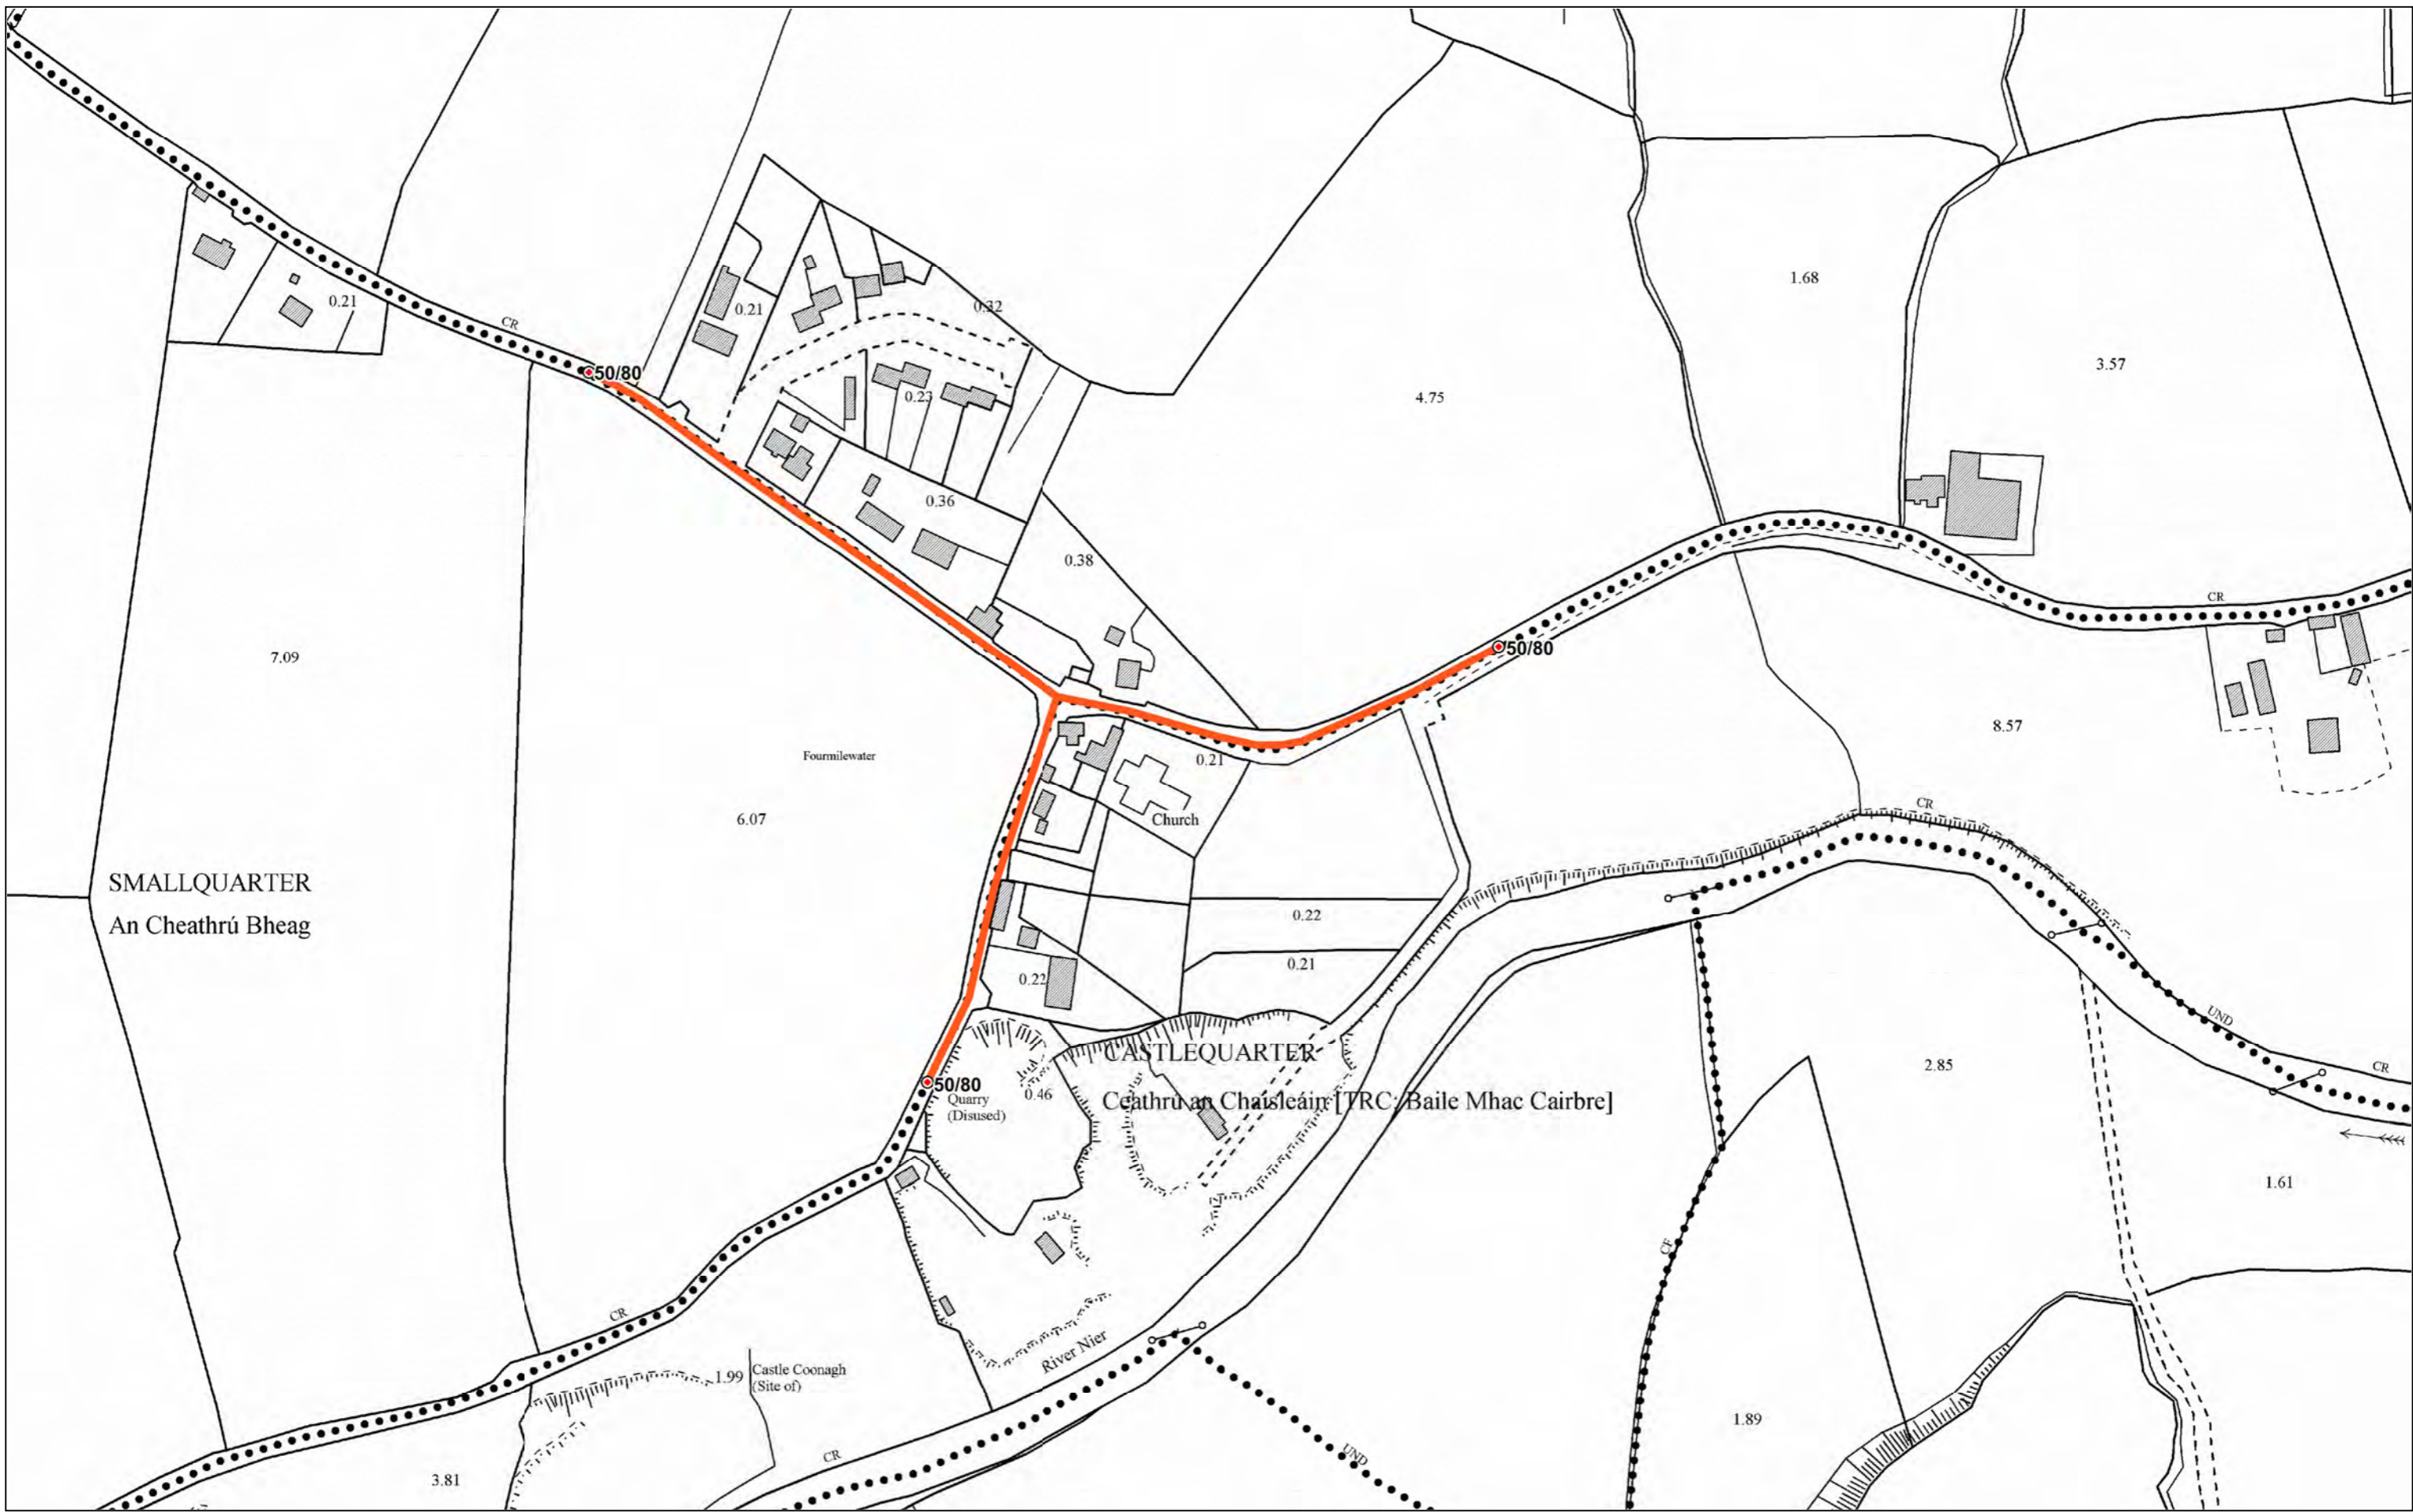 1.68
0.21
0.21
0.32
CR
3.57
50/80
0.23
4.75
0.36
0.38
CR
50/80
7.09
8.57
Fourmilewater
0.21
CR
6.07
Church
SMALLQUARTER
An Cheathrú Bheag
0.22
0.21
0.22
UND
CASTLEQUARTER
2.85
CR
50/80
0.46
Quarry
(Disused)
Ceathrú an Chaisleáin [TRC; Baile Mhac Cairbre]
1.61
CF
CR
River Nier
1.99
Castle Coonagh
(Site of)
1.89
CR
UND
3.81